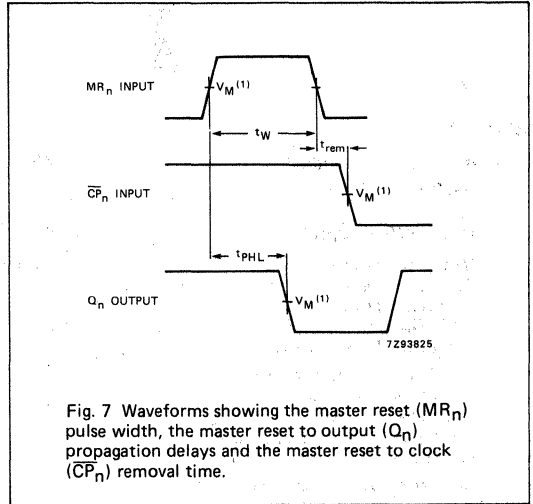 MRn INPUT
VM(1)
tW
trem
CPn INPUT
VM(1)
tPHL
Qn OUTPUT
VM(1)
7Z93825
Fig. 7 Waveforms showing the master reset (MRn)
pulse width, the master reset to output (Qn)
propagation delays and the master reset to clock
(CPn) removal time.